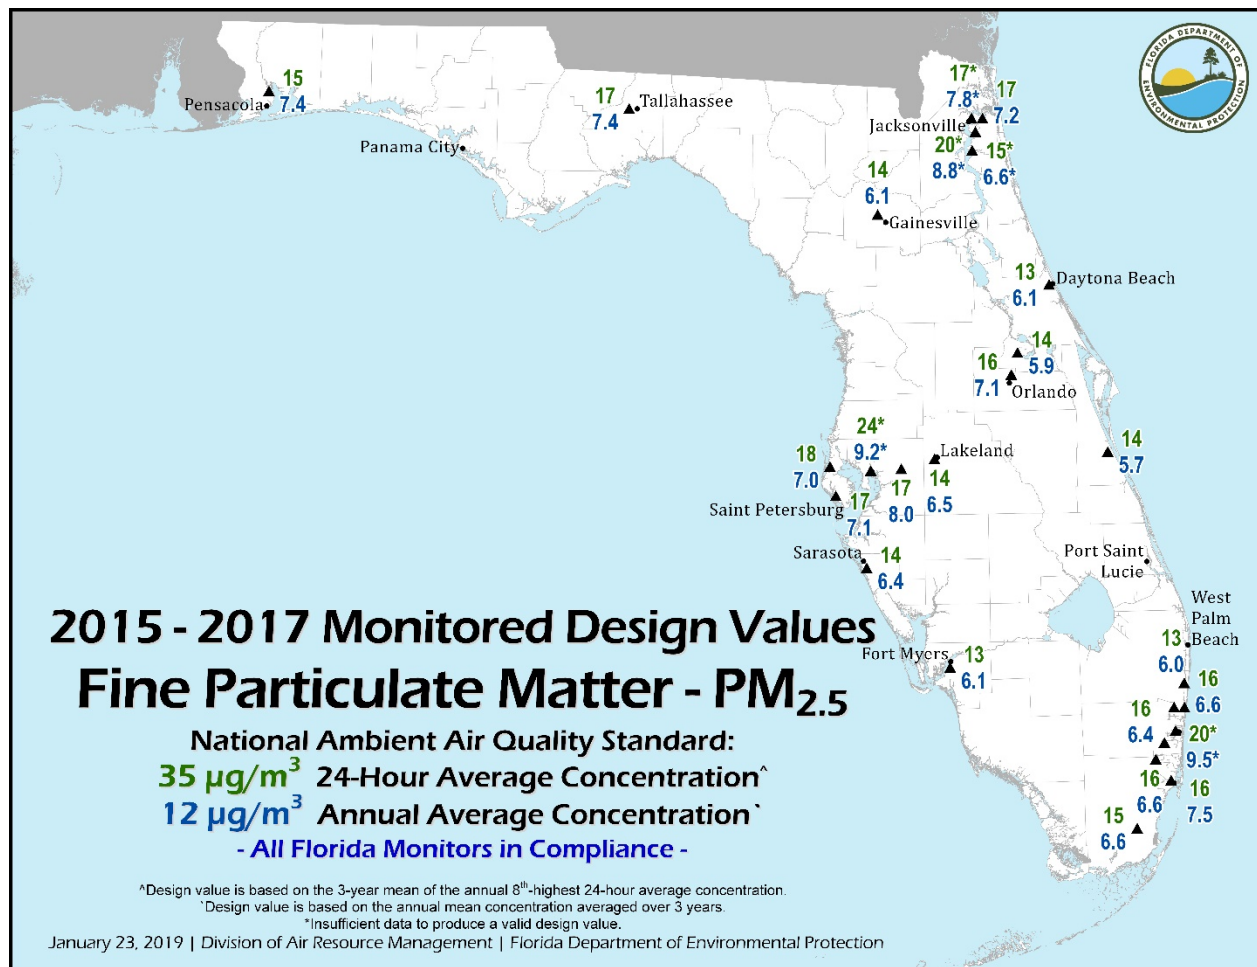 FLORIDA DEPARTMENT OF
ENVIRONMENTAL PROTECTION
15
Pensacola
7.4
17
Tallahassee
7.4
Panama City
17*
7.8*
17
7.2
Jacksonville
20*
8.8*
15*
6.6*
14
6.1
Gainesville
13
6.1
Daytona Beach
14
5.9
16
7.1
Orlando
24*
9.2*
18
7.0
Lakeland
14
6.5
17
8.0
17
7.1
Saint Petersburg
14
5.7
Sarasota
14
6.4
Port Saint
Lucie
West
Palm
Beach
13
6.0
Fort Myers
13
6.1
16
6.6
16
6.4
20*
9.5*
16
6.6
16
7.5
15
6.6
2015 - 2017 Monitored Design Values
Fine Particulate Matter - PM2.5
National Ambient Air Quality Standard:
35 µg/m³ 24-Hour Average Concentration^
12 µg/m³ Annual Average Concentration`
- All Florida Monitors in Compliance -
^Design value is based on the 3-year mean of the annual 8th-highest 24-hour average concentration.
`Design value is based on the annual mean concentration averaged over 3 years.
*Insufficient data to produce a valid design value.
January 23, 2019 | Division of Air Resource Management | Florida Department of Environmental Protection